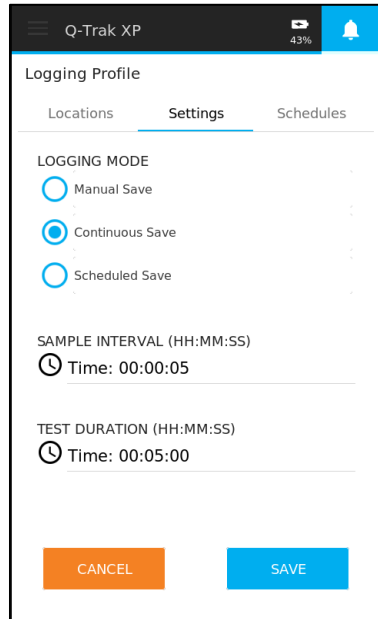 Q-Trak XP
43%
Logging Profile
Locations Settings Schedules
LOGGING MODE
Manual Save
Continuous Save
Scheduled Save
SAMPLE INTERVAL (HH:MM:SS)
Time: 00:00:05
TEST DURATION (HH:MM:SS)
Time: 00:05:00
CANCEL SAVE